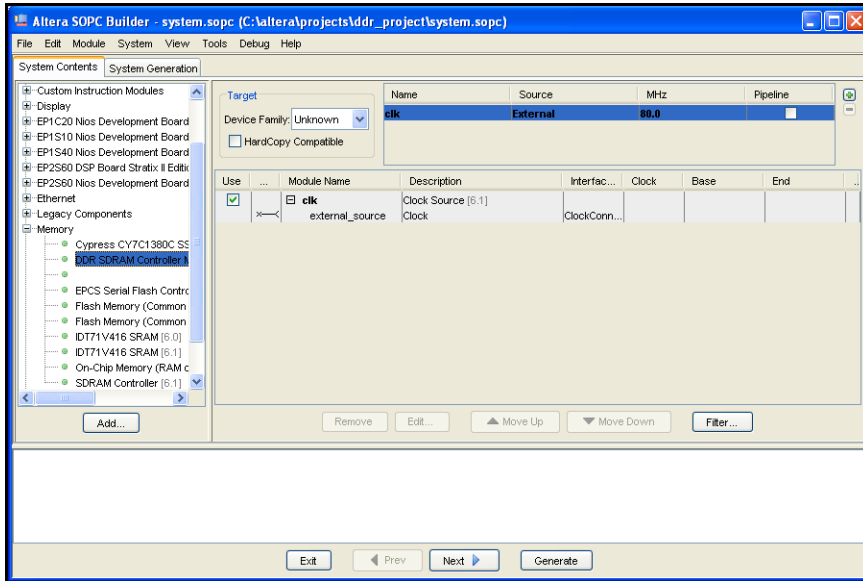 Altera SOPC Builder - system.sopc (C:\altera\projects\ddr_project\system.sopc)
File Edit Module System View Tools Debug Help
System Contents System Generation
Custom Instruction Modules
Display
EP1C20 Nios Development Board
EP1S10 Nios Development Board
EP1S40 Nios Development Board
EP2S60 DSP Board Stratix II Editi
EP2S60 Nios Development Board
Ethernet
Legacy Components
Memory
Cypress CY7C1380C SS
DDR SDRAM Controller M
EPCS Serial Flash Contro
Flash Memory (Common
Flash Memory (Common
IDT71V416 SRAM [6.0]
IDT71V416 SRAM [6.1]
On-Chip Memory (RAM o
SDRAM Controller [6.1]
Add...
Target
Device Family: Unknown
HardCopy Compatible
Name Source MHz Pipeline
clk External 80.0
Use ... Module Name Description Interfac... Clock Base End ..
clk Clock Source [6.1]
external_source Clock ClockConn...
Remove Edit... Move Up Move Down Filter...
Exit Prev Next Generate